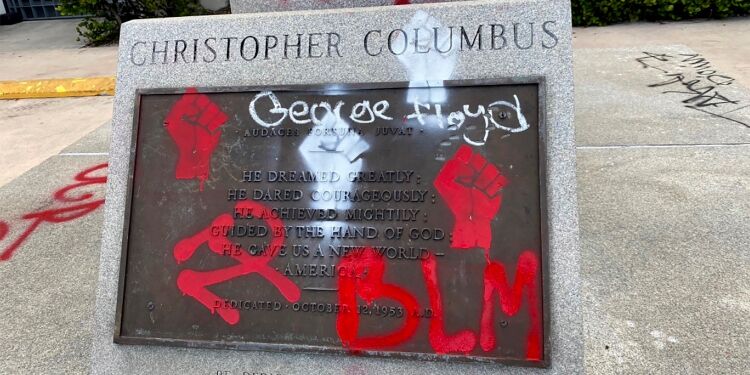 CHRISTOPHER COLUMBUS
George Floyd
· AUDACES FORTUNA JUVAT ·
HE DREAMED GREATLY :
HE DARED COURAGEOUSLY :
HE ACHIEVED MIGHTILY :
GUIDED BY THE HAND OF GOD :
HE GAVE US A NEW WORLD –
· AMERICA ·
DEDICATED · OCTOBER 12, 1953 A.D.
BLM